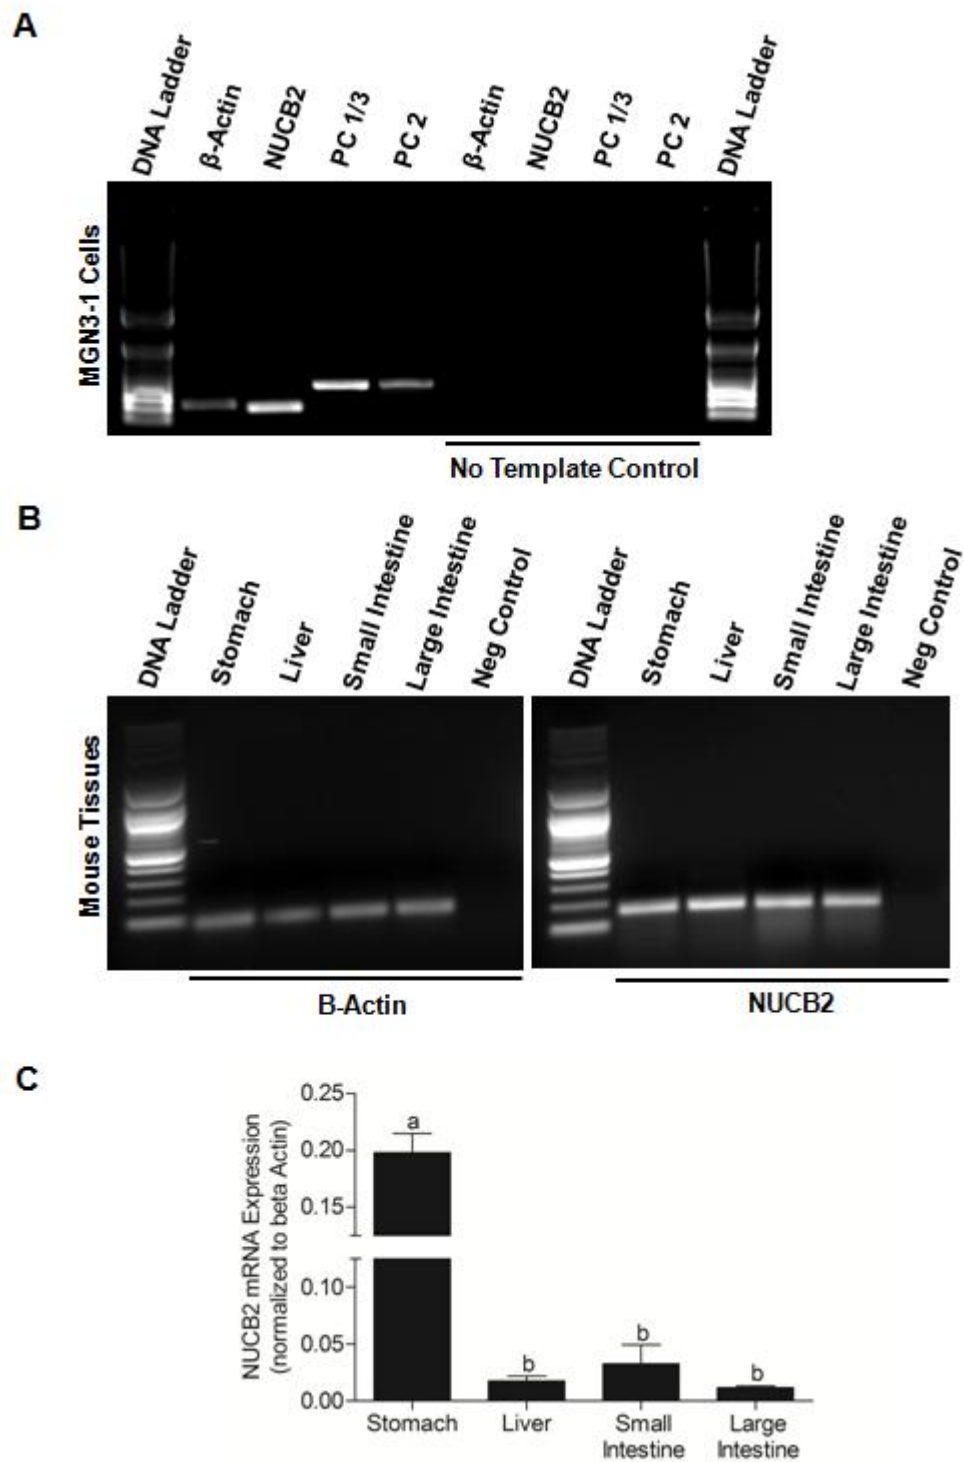 A
DNA Ladder
β-Actin
NUCB2
PC 1/3
PC 2
β-Actin
NUCB2
PC 1/3
PC 2
DNA Ladder
MGN3-1 Cells
No Template Control
B
DNA Ladder
Stomach
Liver
Small Intestine
Large Intestine
Neg Control
DNA Ladder
Stomach
Liver
Small Intestine
Large Intestine
Neg Control
Mouse Tissues
B-Actin
NUCB2
C
NUCB2 mRNA Expression
(normalized to beta Actin)
0.25
0.20
0.15
0.10
0.05
0.00
a
b
b
b
Stomach
Liver
Small
Intestine
Large
Intestine